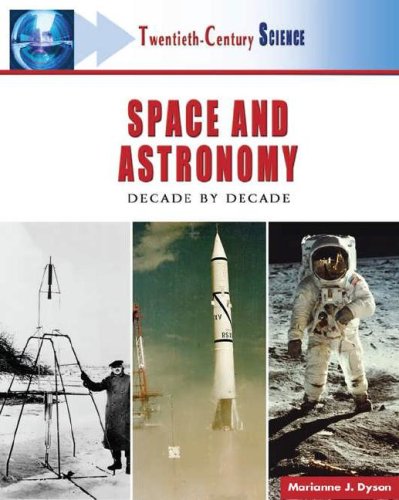 Twentieth-Century Science
SPACE AND
ASTRONOMY
DECADE BY DECADE
Marianne J. Dyson